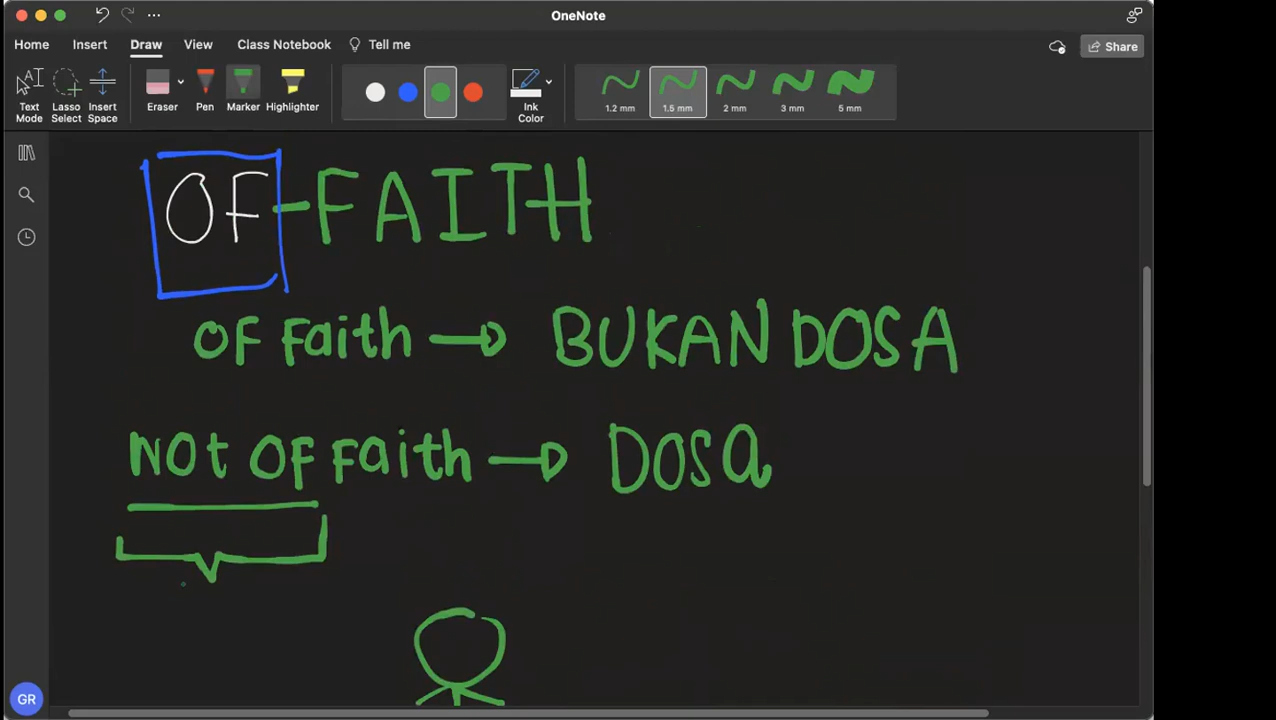 OneNote
Home Insert Draw View Class Notebook Tell me
Share
Text Mode
Lasso Select
Insert Space
Eraser
Pen
Marker
Highlighter
Ink Color
1.2 mm
1.5 mm
2 mm
3 mm
5 mm
OF-FAITH
OF Faith → BUKAN DOSA
NOt OF Faith → DOSa
GR